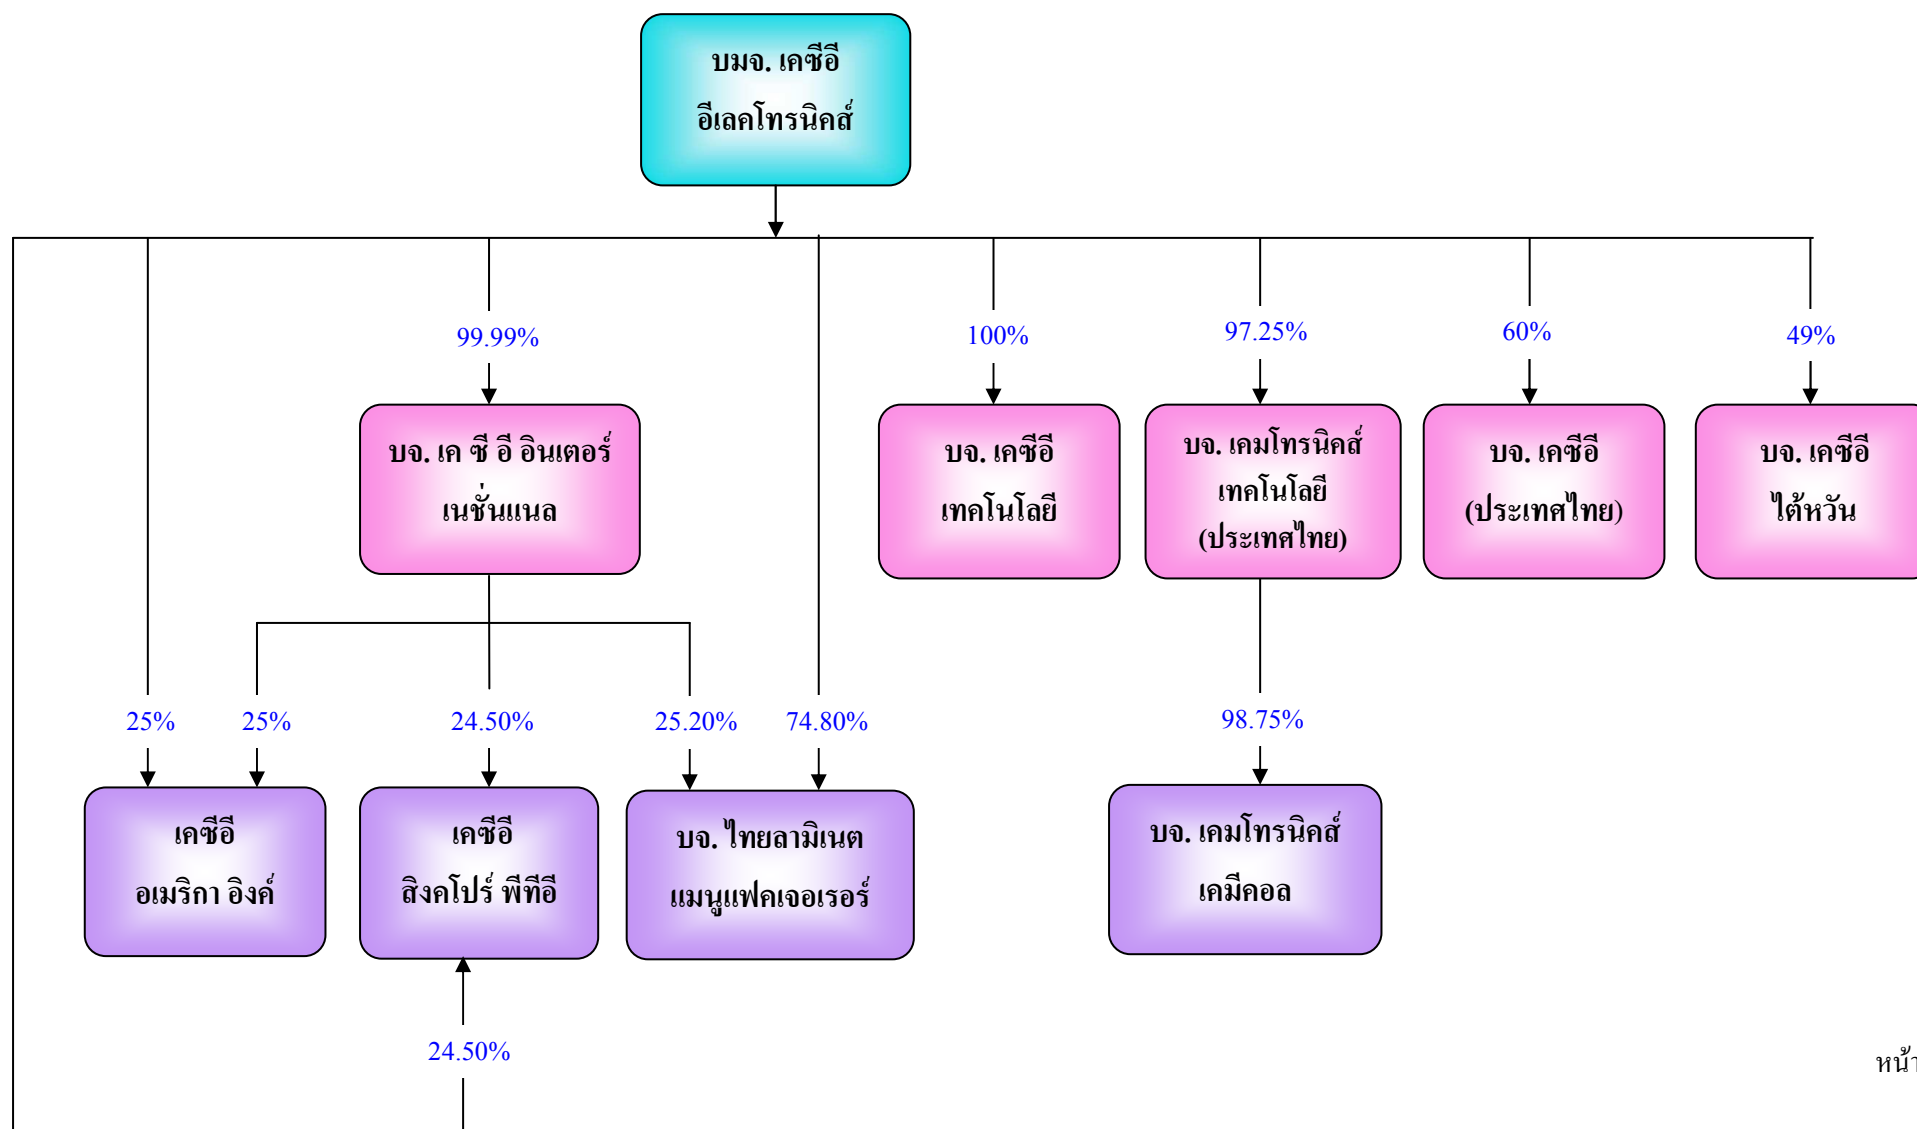 บมจ. เคซีอี
อีเลคโทรนิคส์
99.99%
100%
97.25%
60%
49%
บจ. เค ซี อี อินเตอร์
เนชั่นแนล
บจ. เคซีอี
เทคโนโลยี
บจ. เคมโทรนิคส์
เทคโนโลยี
(ประเทศไทย)
บจ. เคซีอี
(ประเทศไทย)
บจ. เคซีอี
ไต้หวัน
25%
25%
24.50%
25.20%
74.80%
98.75%
เคซีอี
อเมริกา อิงค์
เคซีอี
สิงคโปร์ พีทีอี
บจ. ไทยลามิเนต
แมนูแฟคเจอเรอร์
บจ. เคมโทรนิคส์
เคมีคอล
24.50%
หน้า